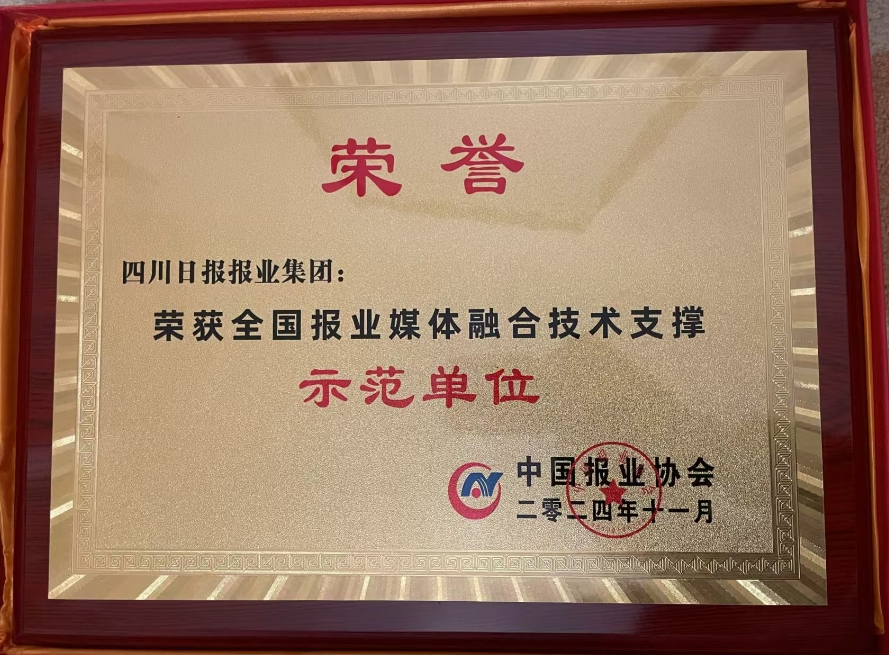 荣誉
四川日报报业集团：
荣获全国报业媒体融合技术支撑
示范单位
中国报业协会
二零二四年十一月